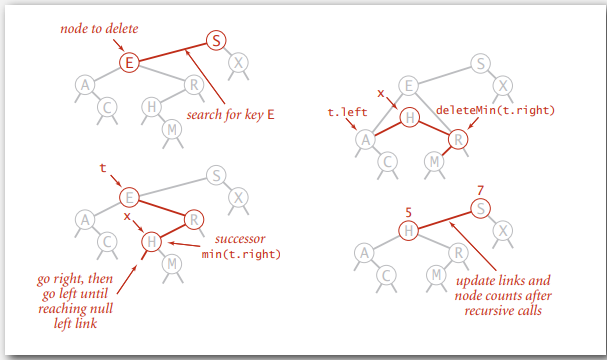 node to delete
S
E
X
A
R
C
H
M
search for key E
t
S
E
X
x
A
R
C
H
M
successor
min(t.right)
go right, then
go left until
reaching null
left link
S
E
X
x
t.left
deleteMin(t.right)
H
A
R
C
M
7
5
S
H
X
A
R
C
M
update links and
node counts after
recursive calls